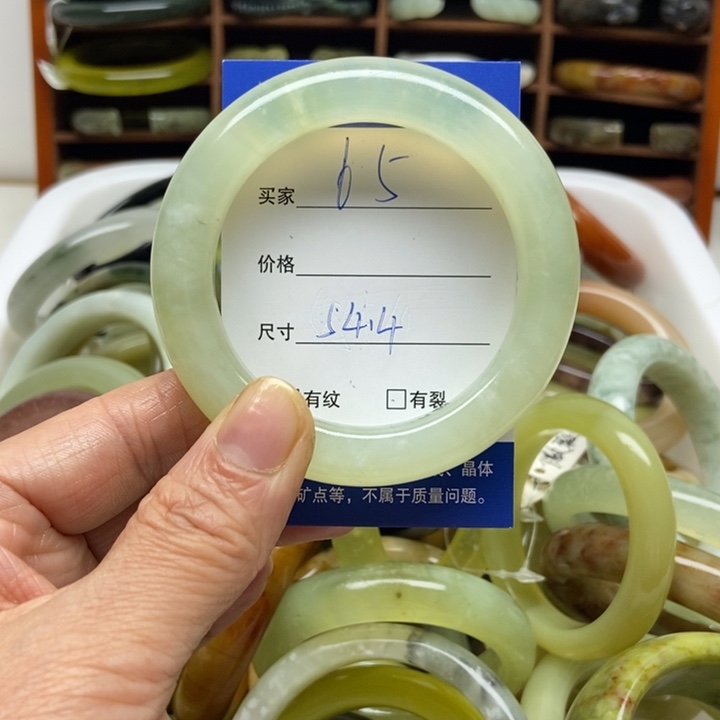 买家 65
价格
尺寸 54.4
有纹 □有裂
、晶体
矿点等，不属于质量问题。